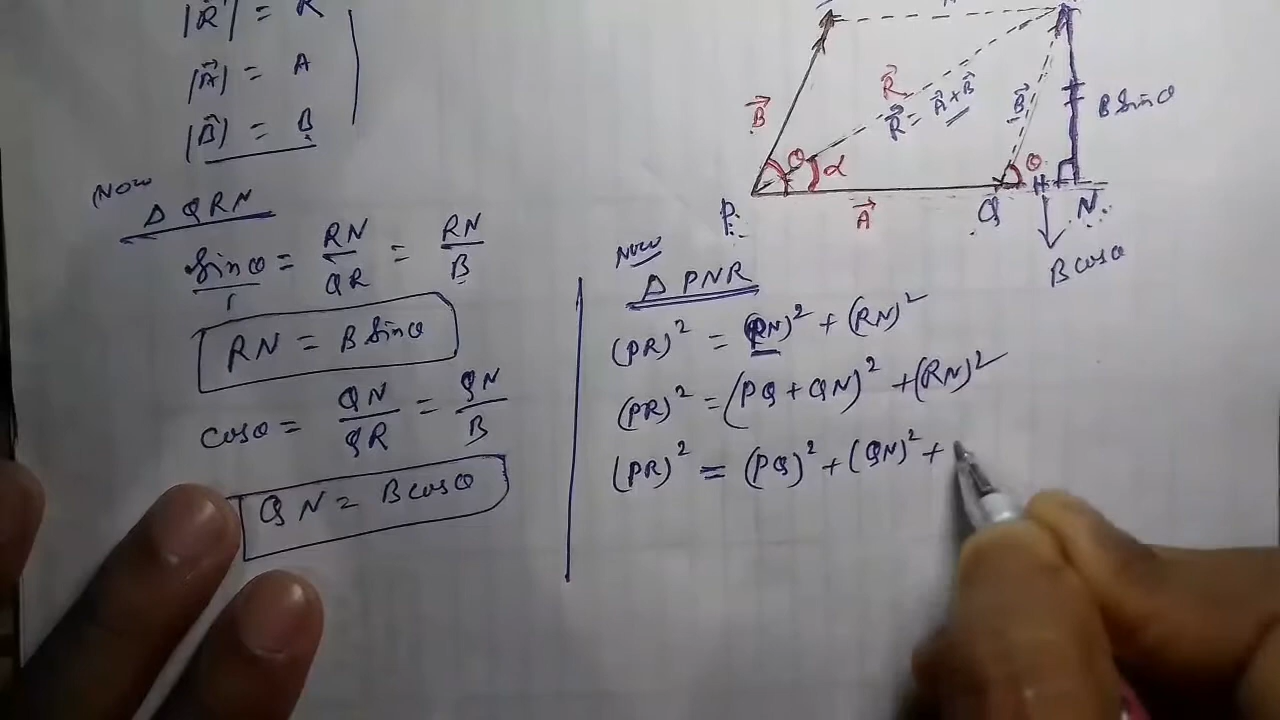 |R⃗| = R
|A⃗| = A
|B⃗| = B
Now
Δ QRN
Sinθ/1 = RN/QR = RN/B
RN = B Sinθ
cosθ = QN/QR = QN/B
QN = B cosθ
B⃗
R⃗
R⃗ = A⃗ + B⃗
B⃗
B Sinθ
θ
α
θ
P
A⃗
Q
N
B cosθ
Now
Δ PNR
(PR)² = (PN)² + (RN)²
(PR)² = (PQ + QN)² + (RN)²
(PR)² = (PQ)² + (QN)² +